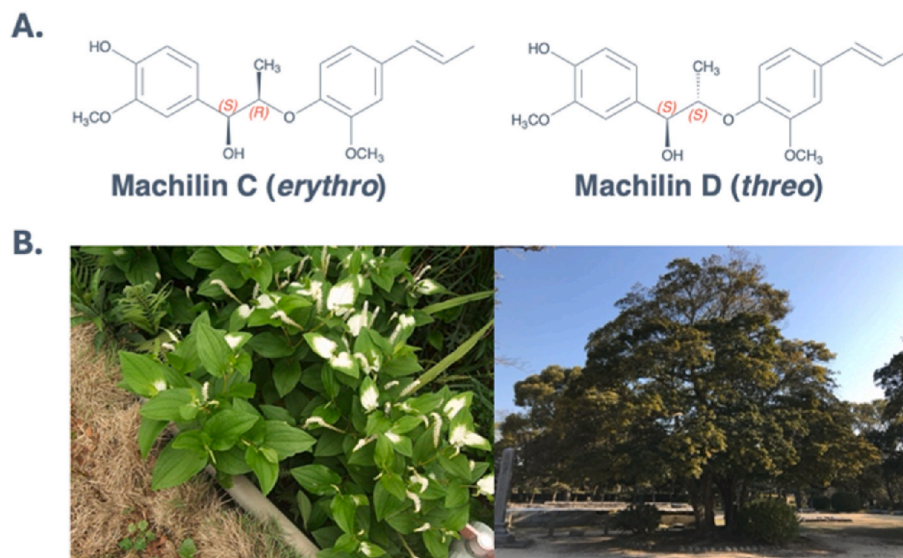 A.
HO
H₃CO
(S)
CH₃
(R)
OH
O
OCH₃
HO
H₃CO
(S)
CH₃
(S)
OH
O
OCH₃
Machilin C (erythro)
Machilin D (threo)
B.